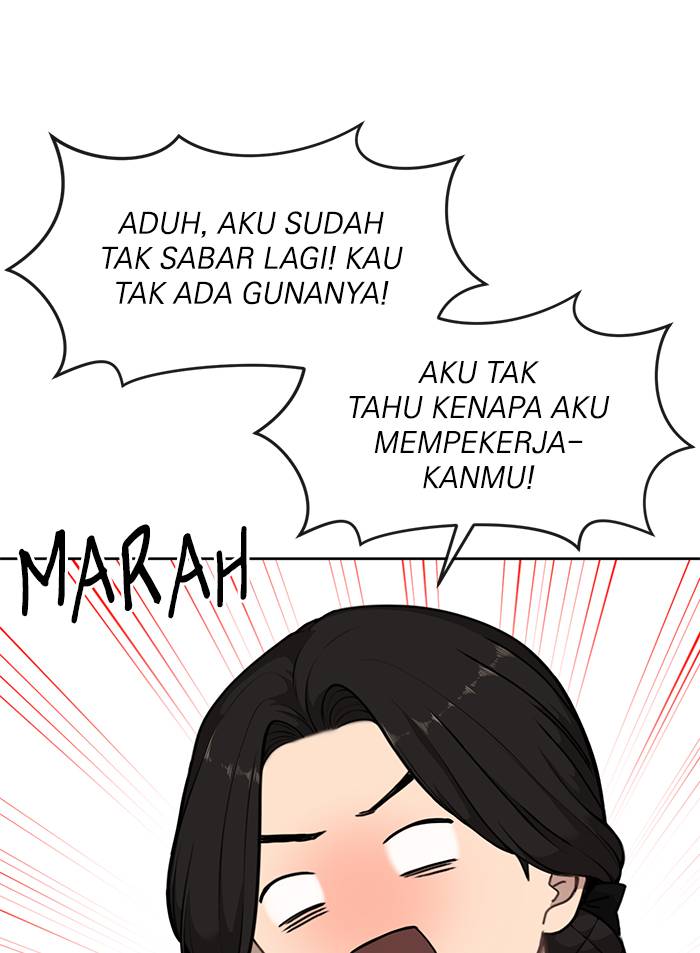 ADUH, AKU SUDAH
TAK SABAR LAGI! KAU
TAK ADA GUNANYA!
AKU TAK
TAHU KENAPA AKU
MEMPEKERJA-
KANMU!
MARAH